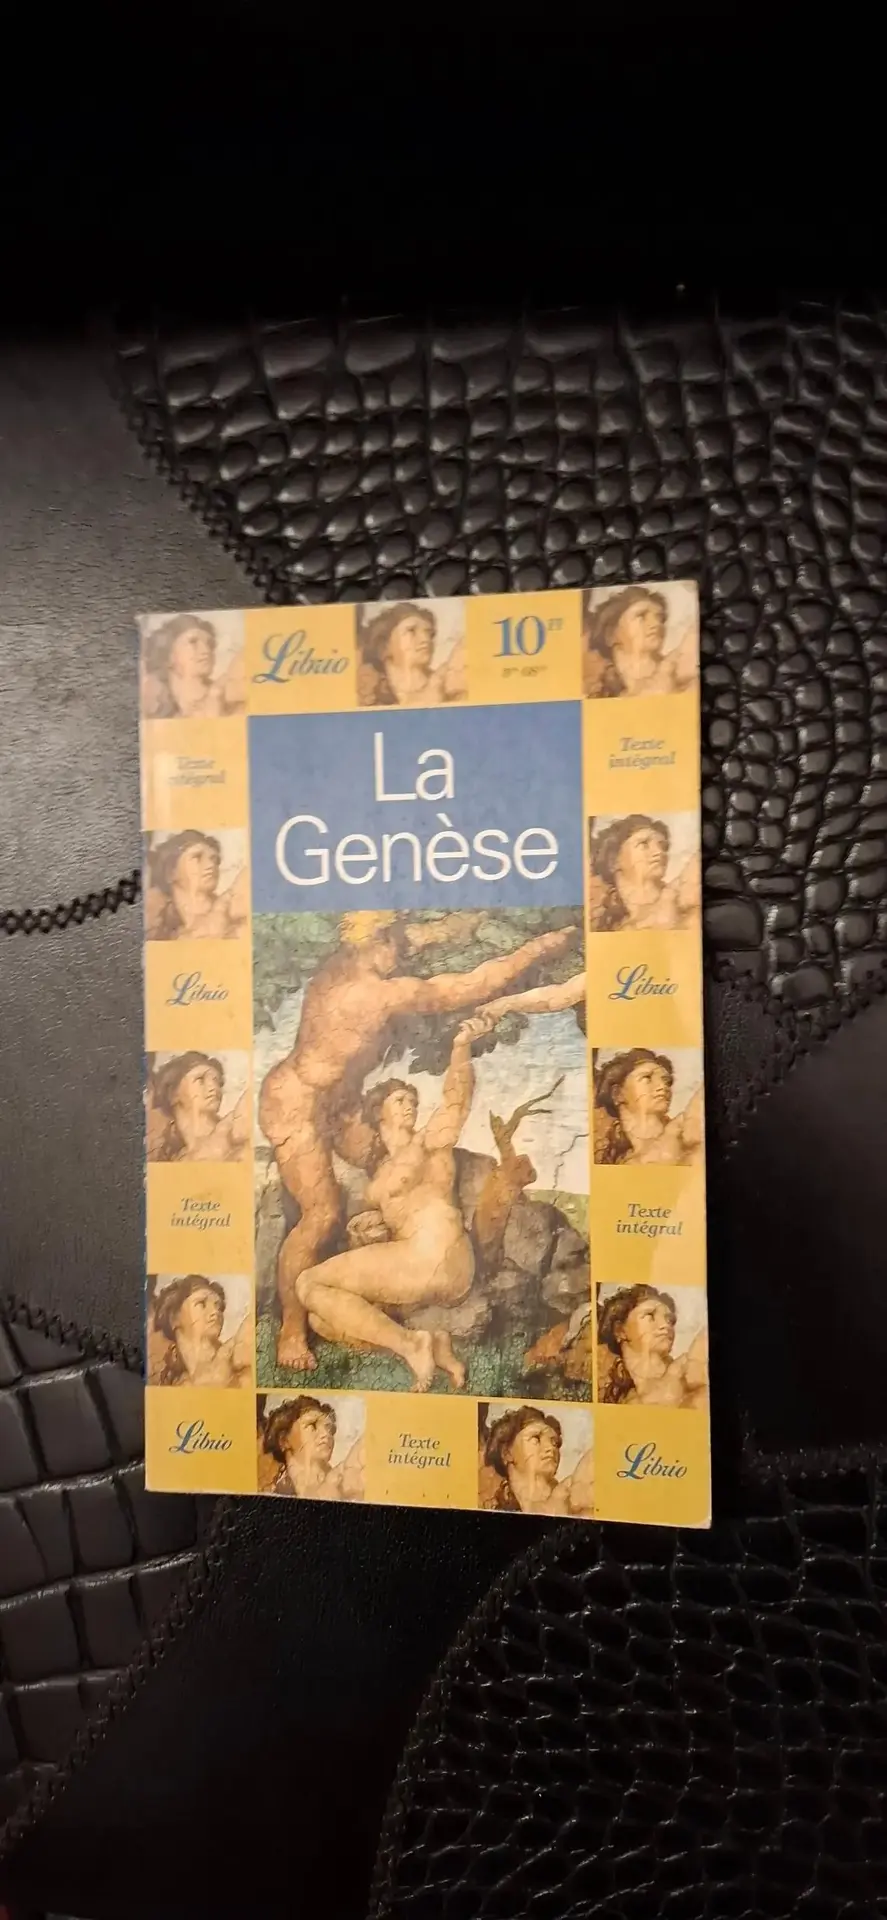 Librio
10FF
Texte
intégral
La
Genèse
Texte
intégral
Librio
Librio
Texte
intégral
Texte
intégral
Librio
Texte
intégral
Librio